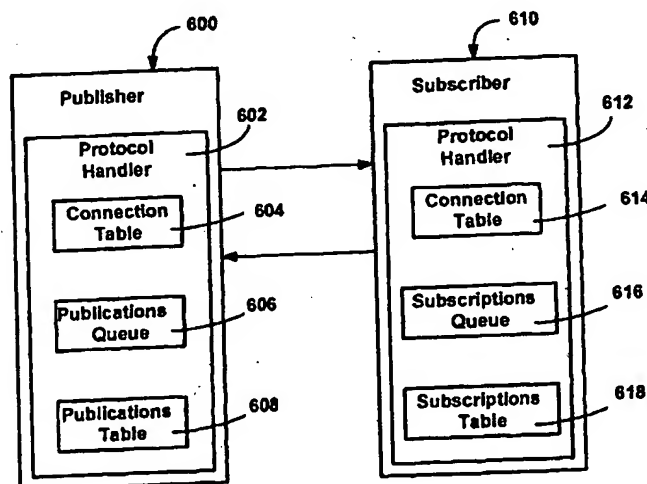 600
Publisher
602
Protocol
Handler
Connection
Table
604
Publications
Queue
606
Publications
Table
608
610
Subscriber
612
Protocol
Handler
Connection
Table
614
Subscriptions
Queue
616
Subscriptions
Table
618